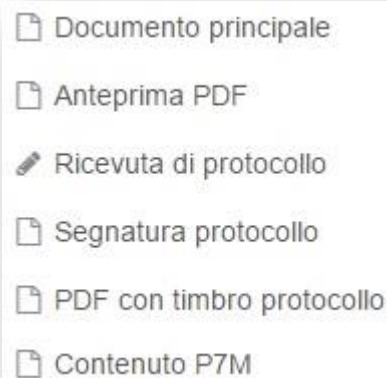 Documento principale
Anteprima PDF
Ricevuta di protocollo
Segnatura protocollo
PDF con timbro protocollo
Contenuto P7M